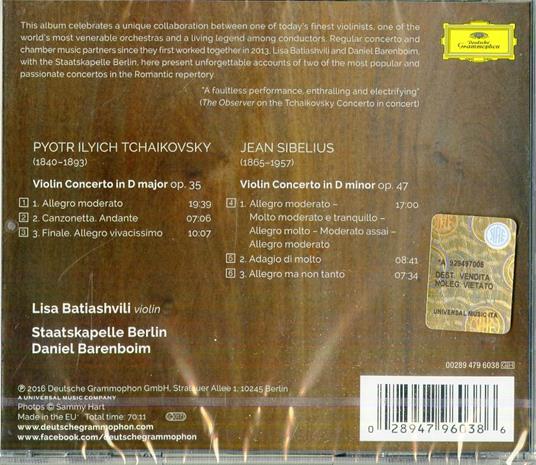 This album celebrates a unique collaboration between one of today's finest violinists, one of the
world's most venerable orchestras and a living legend among conductors. Regular concerto and
chamber music partners since they first worked together in 2013, Lisa Batiashvili and Daniel Barenboim,
with the Staatskapelle Berlin, here present unforgettable accounts of two of the most popular and
passionate concertos in the Romantic repertory.
Deutsche
Grammophon
"A faultless performance, enthralling and electrifying"
(The Observer on the Tchaikovsky Concerto in concert)
PYOTR ILYICH TCHAIKOVSKY
(1840–1893)
Violin Concerto in D major op. 35
1 1. Allegro moderato 19:39
2 2. Canzonetta. Andante 07:06
3 3. Finale. Allegro vivacissimo 10:07
JEAN SIBELIUS
(1865–1957)
Violin Concerto in D minor op. 47
4 1. Allegro moderato – 17:00
Molto moderato e tranquillo –
Allegro molto – Moderato assai –
Allegro moderato
5 2. Adagio di molto 08:41
6 3. Allegro ma non tanto 07:34
SIAE
*A 929497005
DEST. VENDITA
NOLEG. VIETATO
UNIVERSAL MUSIC ITA
Lisa Batiashvili violin
Staatskapelle Berlin
Daniel Barenboim
00289 479 6038 GH
℗ 2016 Deutsche Grammophon GmbH, Stralauer Allee 1, 10245 Berlin
A UNIVERSAL MUSIC COMPANY
Photos © Sammy Hart
Made in the EU Total time: 70:11
www.deutschegrammophon.com
www.facebook.com/deutschegrammophon
0 28947 96038 6